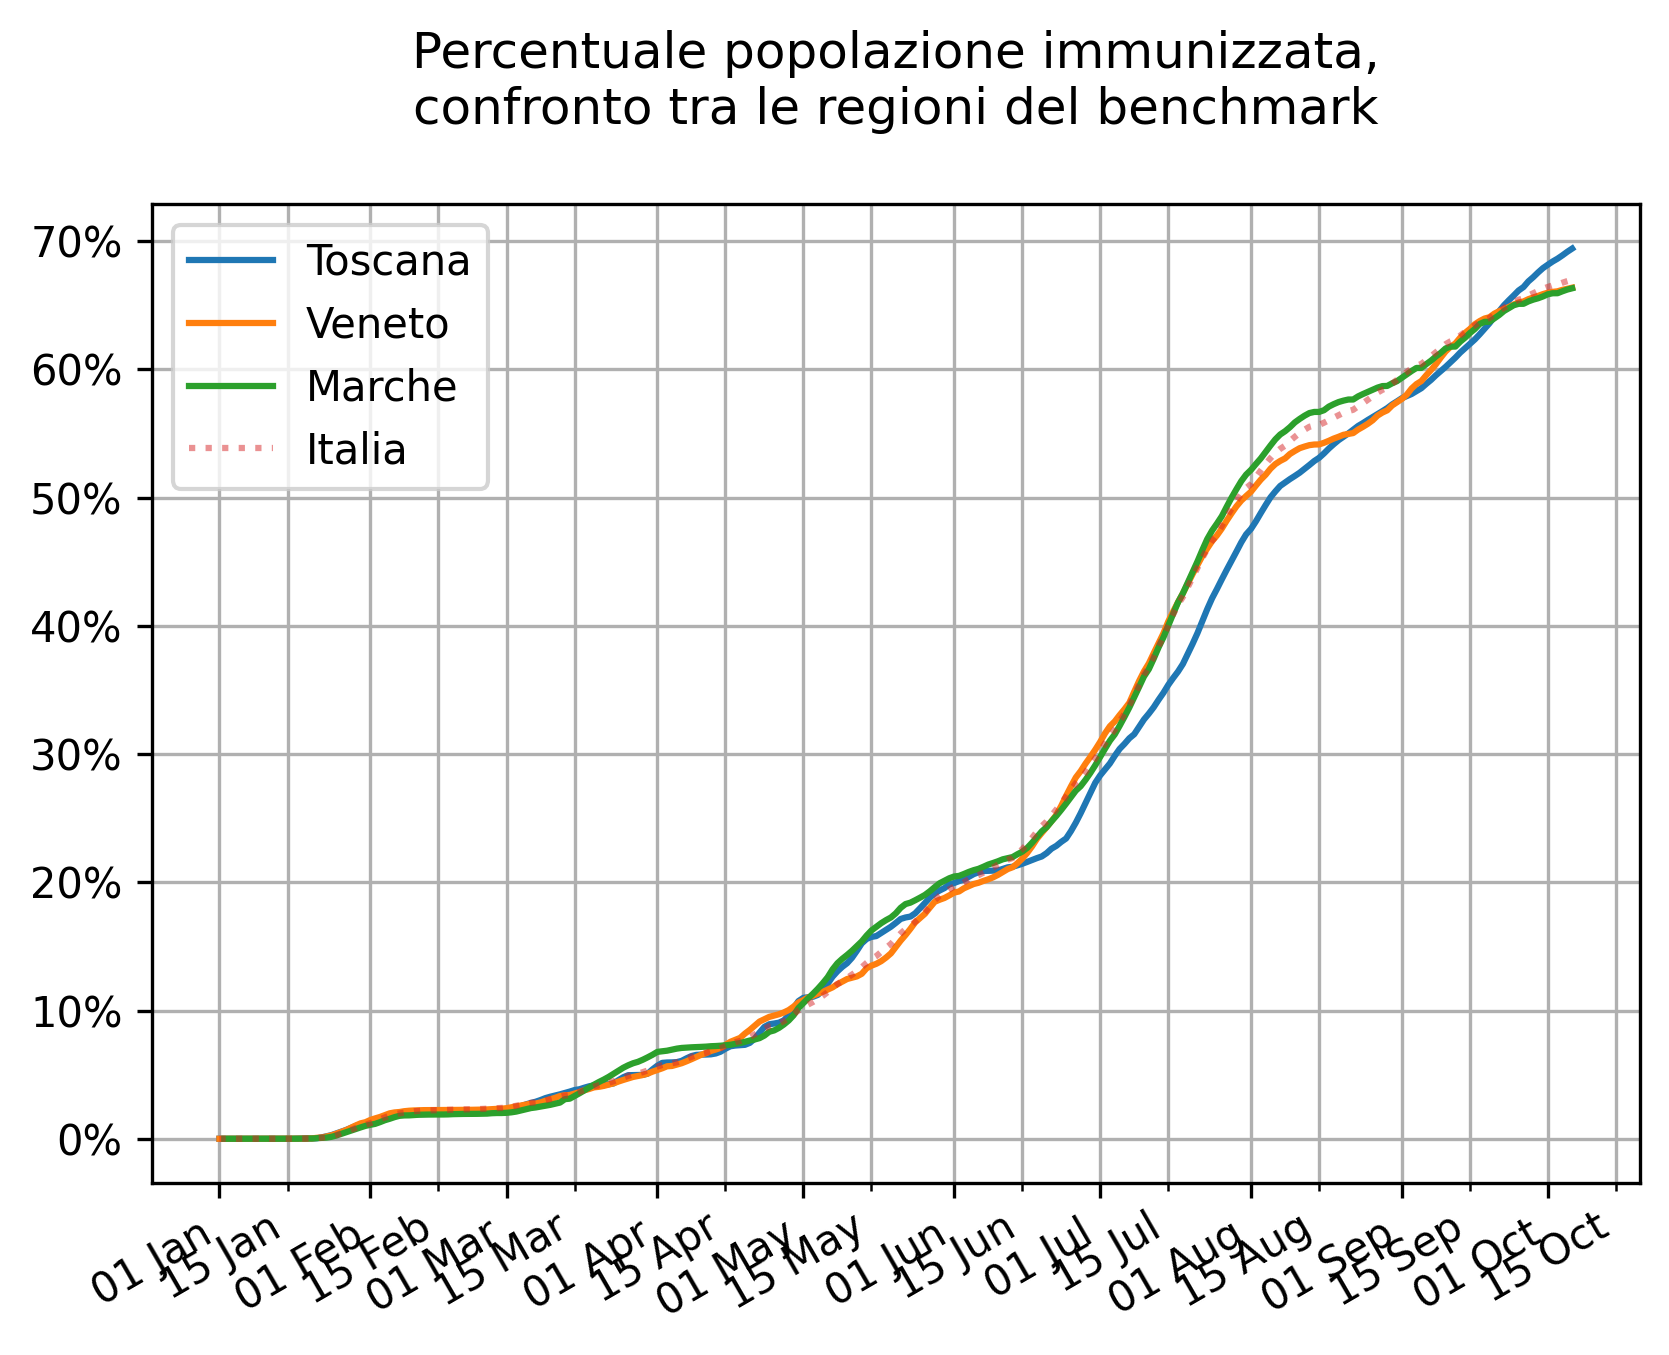 Percentuale popolazione immunizzata,
confronto tra le regioni del benchmark
70%
60%
50%
40%
30%
20%
10%
0%
Toscana
Veneto
Marche
Italia
01 Jan
15 Jan
01 Feb
15 Feb
01 Mar
15 Mar
01 Apr
15 Apr
01 May
15 May
01 Jun
15 Jun
01 Jul
15 Jul
01 Aug
15 Aug
01 Sep
15 Sep
01 Oct
15 Oct